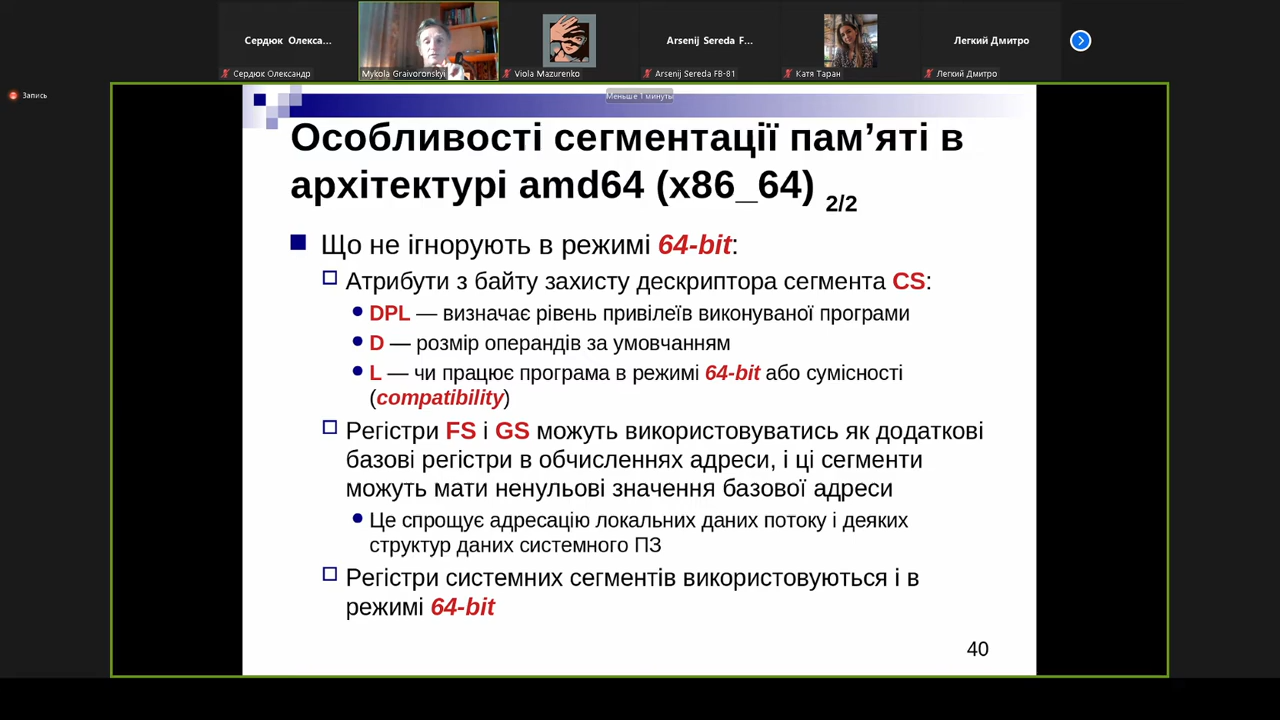 Сердюк Олекса...
Arsenij Sereda F...
Легкий Дмитро
Сердюк Олександр
Mykola Graivoronskyi
Viola Mazurenko
Arsenij Sereda FB-81
Катя Таран
Легкий Дмитро
Запись
Меньше 1 минуты
Особливості сегментації пам’яті в
архітектурі amd64 (x86_64) 2/2
Що не ігнорують в режимі 64-bit:
Атрибути з байту захисту дескриптора сегмента CS:
DPL — визначає рівень привілеїв виконуваної програми
D — розмір операндів за умовчанням
L — чи працює програма в режимі 64-bit або сумісності
(compatibility)
Регістри FS і GS можуть використовуватись як додаткові
базові регістри в обчисленнях адреси, і ці сегменти
можуть мати ненульові значення базової адреси
Це спрощує адресацію локальних даних потоку і деяких
структур даних системного ПЗ
Регістри системних сегментів використовуються і в
режимі 64-bit
40